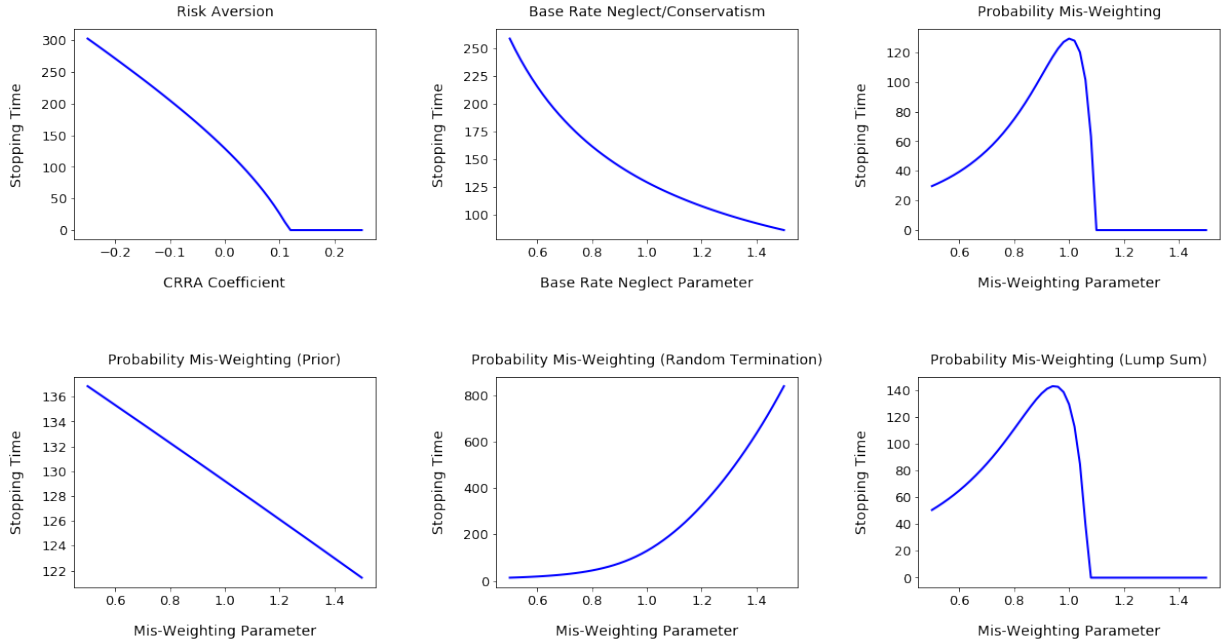 Risk Aversion
Stopping Time
300
250
200
150
100
50
0
−0.2 −0.1 0.0 0.1 0.2
CRRA Coefficient
Base Rate Neglect/Conservatism
Stopping Time
250
225
200
175
150
125
100
0.6 0.8 1.0 1.2 1.4
Base Rate Neglect Parameter
Probability Mis-Weighting
Stopping Time
120
100
80
60
40
20
0
0.6 0.8 1.0 1.2 1.4
Mis-Weighting Parameter
Probability Mis-Weighting (Prior)
Stopping Time
136
134
132
130
128
126
124
122
0.6 0.8 1.0 1.2 1.4
Mis-Weighting Parameter
Probability Mis-Weighting (Random Termination)
Stopping Time
800
600
400
200
0
0.6 0.8 1.0 1.2 1.4
Mis-Weighting Parameter
Probability Mis-Weighting (Lump Sum)
Stopping Time
140
120
100
80
60
40
20
0
0.6 0.8 1.0 1.2 1.4
Mis-Weighting Parameter